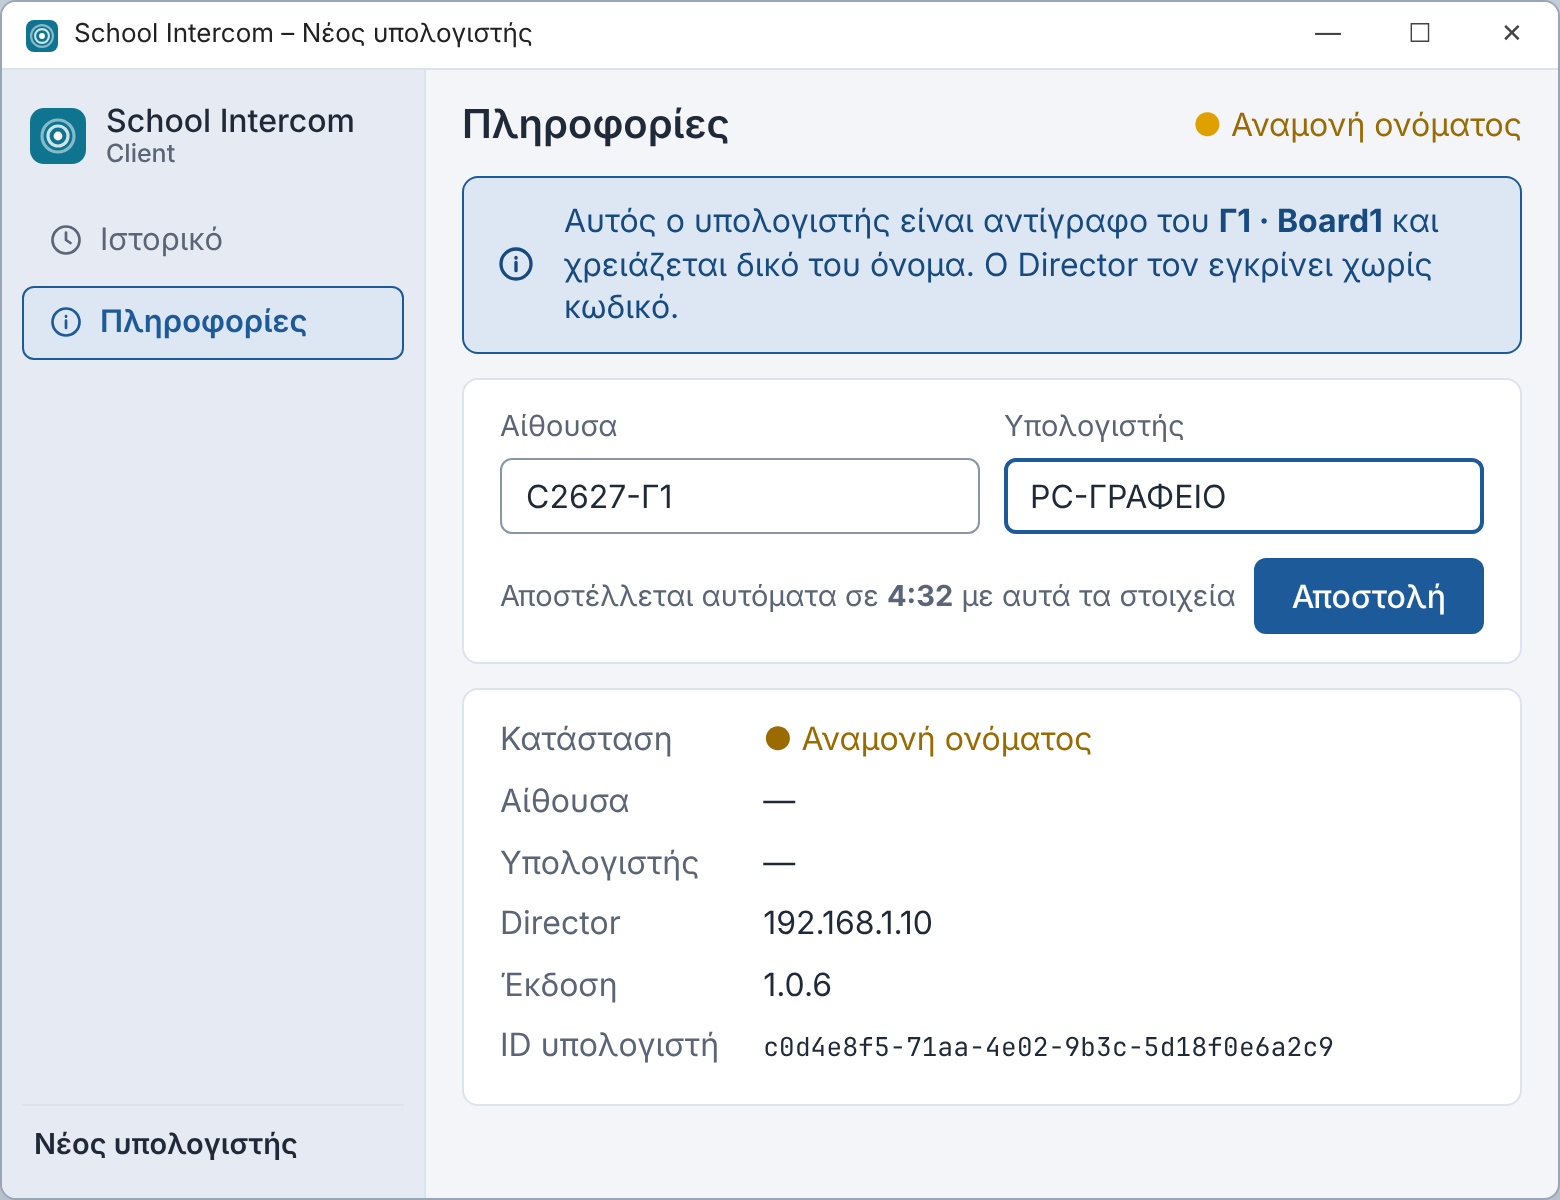 School Intercom – Νέος υπολογιστής
School Intercom
Client
Ιστορικό
Πληροφορίες
Νέος υπολογιστής
Πληροφορίες
Αναμονή ονόματος
Αυτός ο υπολογιστής είναι αντίγραφο του Γ1 · Board1 και
χρειάζεται δικό του όνομα. Ο Director τον εγκρίνει χωρίς
κωδικό.
Αίθουσα
Υπολογιστής
C2627-Γ1
PC-ΓΡΑΦΕΙΟ
Αποστέλλεται αυτόματα σε 4:32 με αυτά τα στοιχεία
Αποστολή
Κατάσταση Αναμονή ονόματος
Αίθουσα —
Υπολογιστής —
Director 192.168.1.10
Έκδοση 1.0.6
ID υπολογιστή c0d4e8f5-71aa-4e02-9b3c-5d18f0e6a2c9